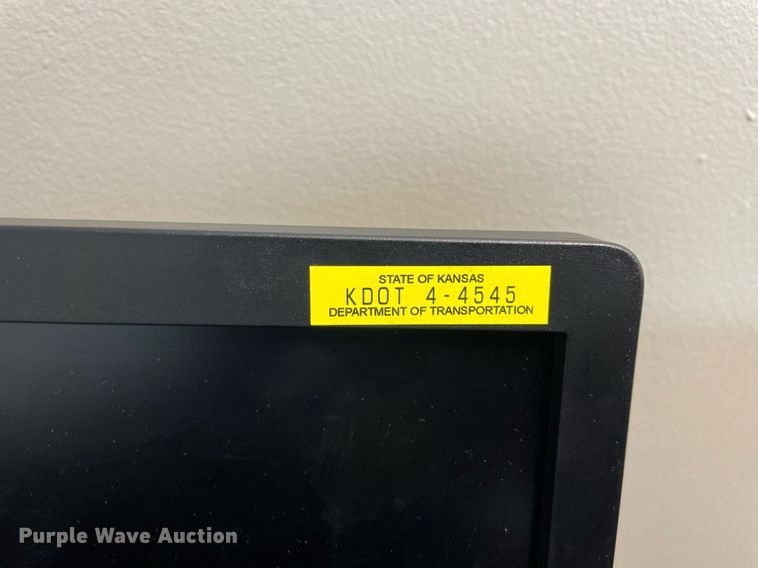 STATE OF KANSAS
KDOT 4-4545
DEPARTMENT OF TRANSPORTATION
Purple Wave Auction